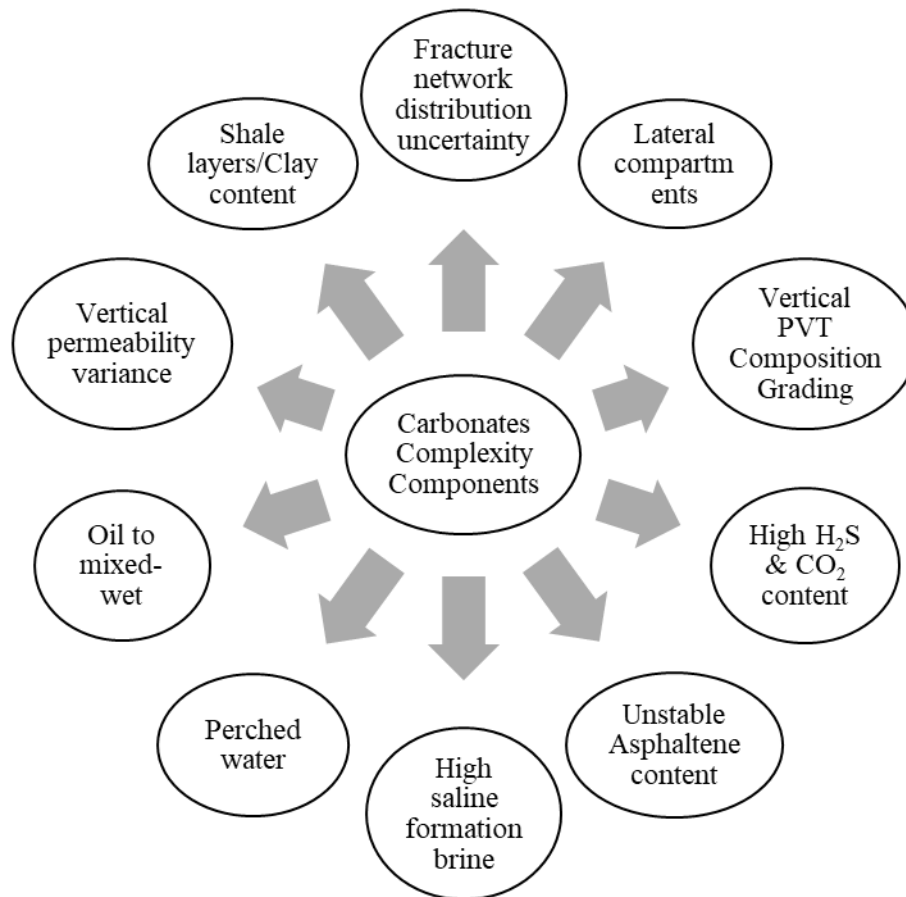 Fracture
network
distribution
uncertainty
Lateral
compartm
ents
Vertical
PVT
Composition
Grading
High H₂S
& CO₂
content
Unstable
Asphaltene
content
High
saline
formation
brine
Perched
water
Oil to
mixed-
wet
Vertical
permeability
variance
Shale
layers/Clay
content
Carbonates
Complexity
Components